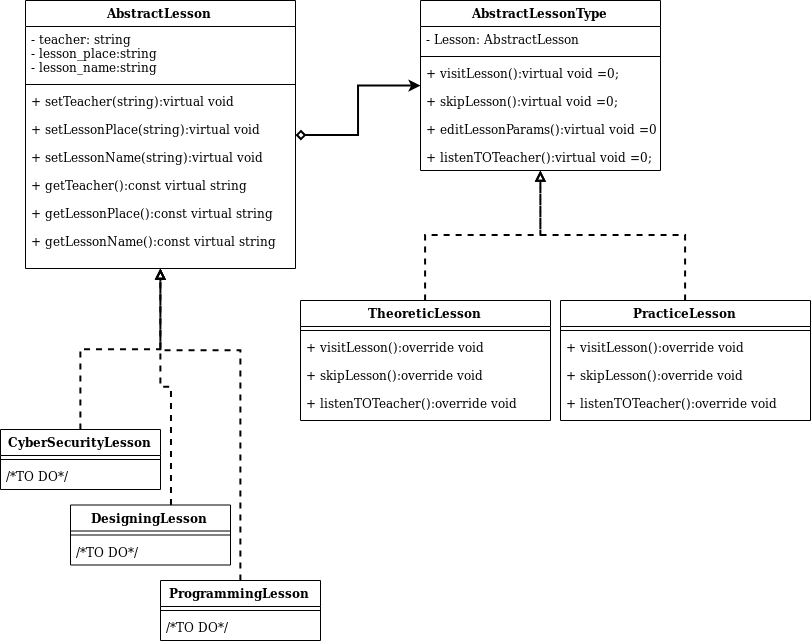 AbstractLesson
- teacher: string
- lesson_place:string
- lesson_name:string
+ setTeacher(string):virtual void
+ setLessonPlace(string):virtual void
+ setLessonName(string):virtual void
+ getTeacher():const virtual string
+ getLessonPlace():const virtual string
+ getLessonName():const virtual string
AbstractLessonType
- Lesson: AbstractLesson
+ visitLesson():virtual void =0;
+ skipLesson():virtual void =0;
+ editLessonParams():virtual void =0
+ listenTOTeacher():virtual void =0;
TheoreticLesson
+ visitLesson():override void
+ skipLesson():override void
+ listenTOTeacher():override void
PracticeLesson
+ visitLesson():override void
+ skipLesson():override void
+ listenTOTeacher():override void
CyberSecurityLesson
/*TO DO*/
DesigningLesson
/*TO DO*/
ProgrammingLesson
/*TO DO*/